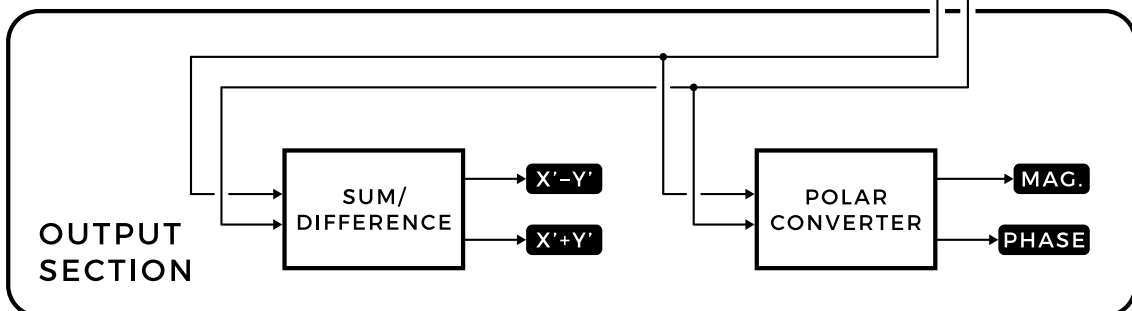 X’–Y’
MAG.
SUM/
DIFFERENCE
POLAR
CONVERTER
X’+Y’
PHASE
OUTPUT
SECTION